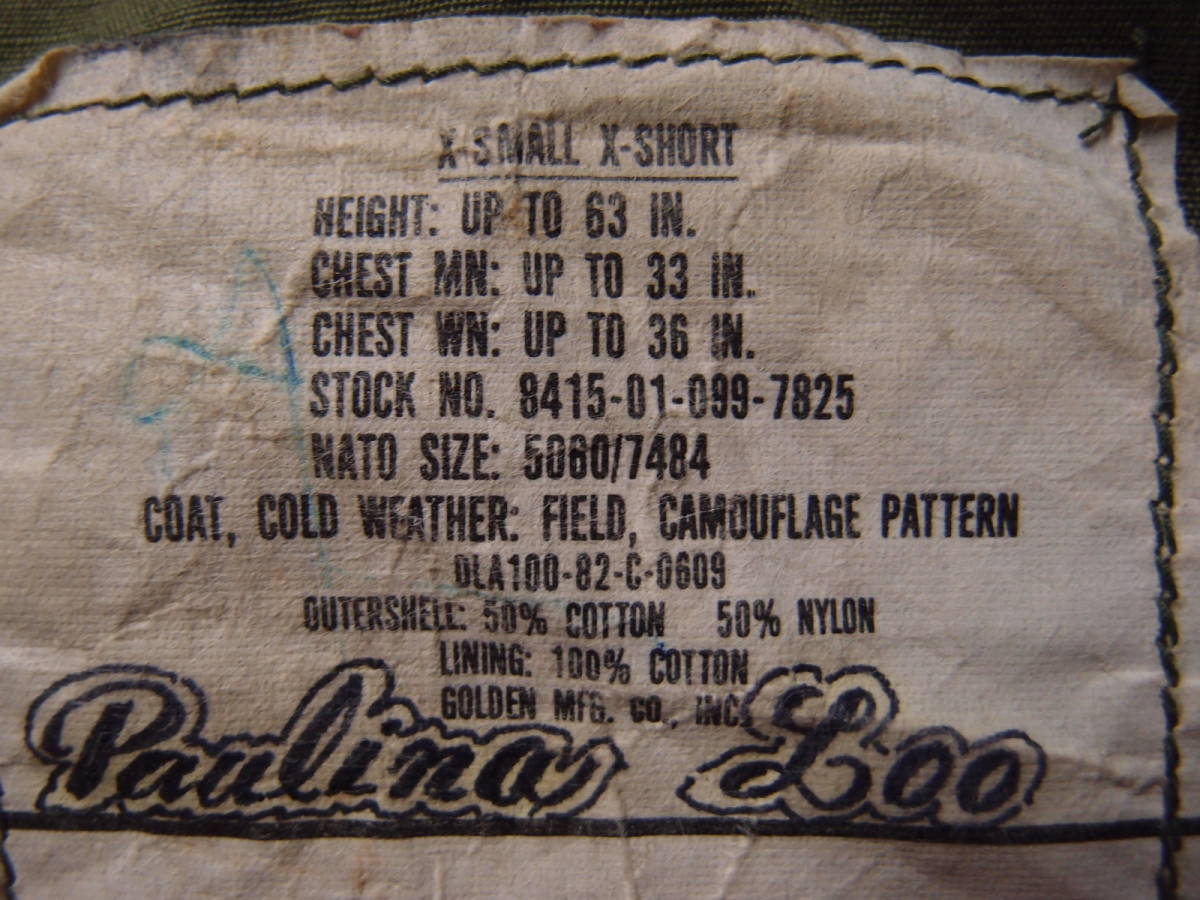 X-SMALL X-SHORT
HEIGHT: UP TO 63 IN.
CHEST MN: UP TO 33 IN.
CHEST WN: UP TO 36 IN.
STOCK NO. 8415-01-099-7825
NATO SIZE: 5060/7484
COAT, COLD WEATHER: FIELD, CAMOUFLAGE PATTERN
DLA100-82-C-0609
OUTERSHELL: 50% COTTON 50% NYLON
LINING: 100% COTTON
GOLDEN MFG. CO., INC.
Paulina Loo